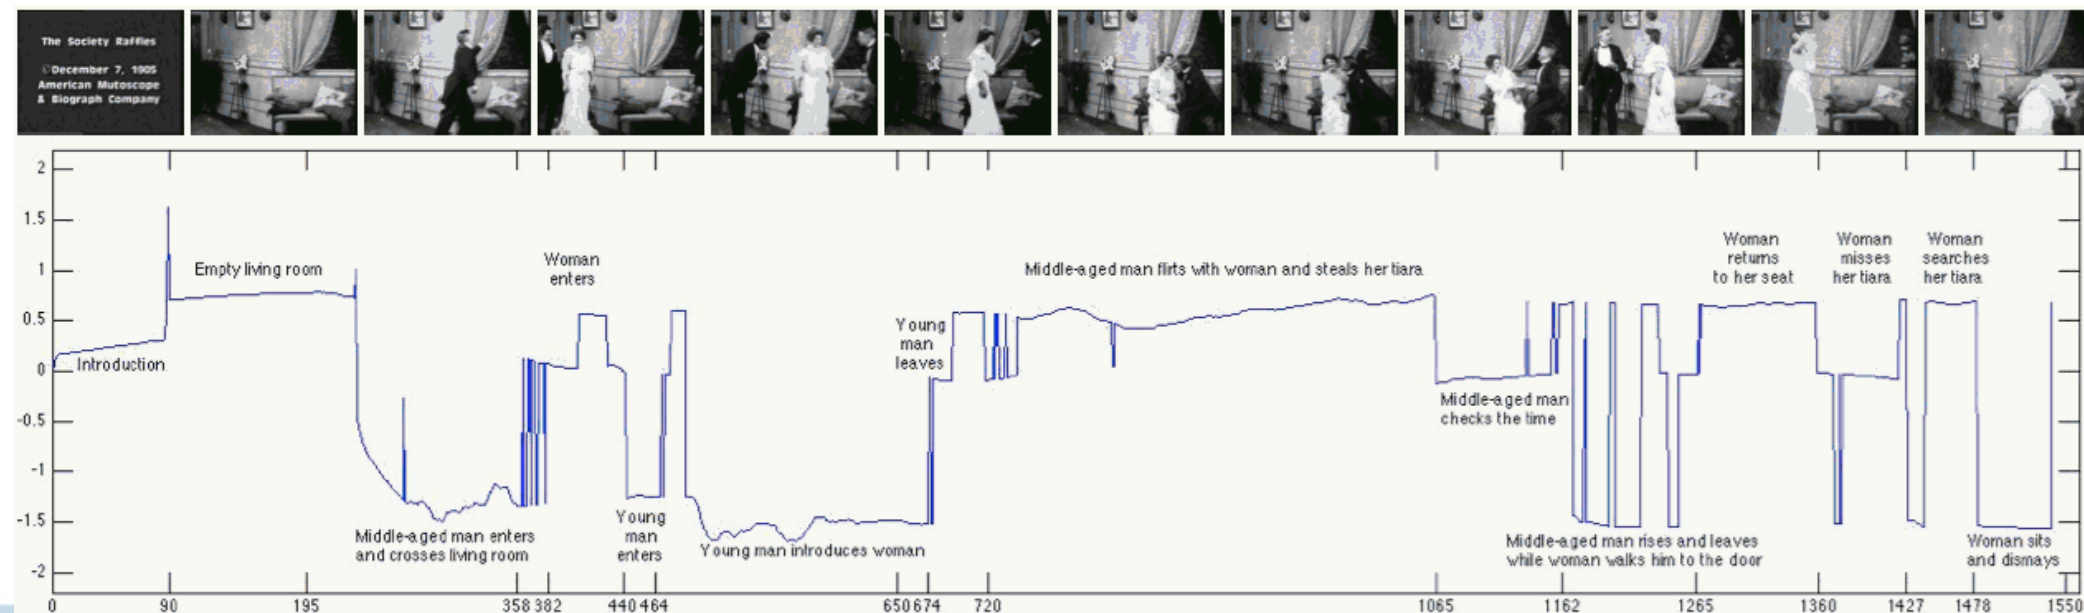 The Society Raffles
©December 7, 1905
American Mutoscope
& Biograph Company
2
1.5
1
0.5
0
-0.5
-1
-1.5
-2
Introduction
Empty living room
Middle-aged man enters
and crosses living room
Woman
enters
Young
man
enters
Young man introduces woman
Young
man
leaves
Middle-aged man flirts with woman and steals her tiara
Middle-aged man
checks the time
Middle-aged man rises and leaves
while woman walks him to the door
Woman
returns
to her seat
Woman
misses
her tiara
Woman
searches
her tiara
Woman sits
and dismays
0 90 195 358 382 440 464 650 674 720 1065 1162 1265 1360 1427 1478 1550